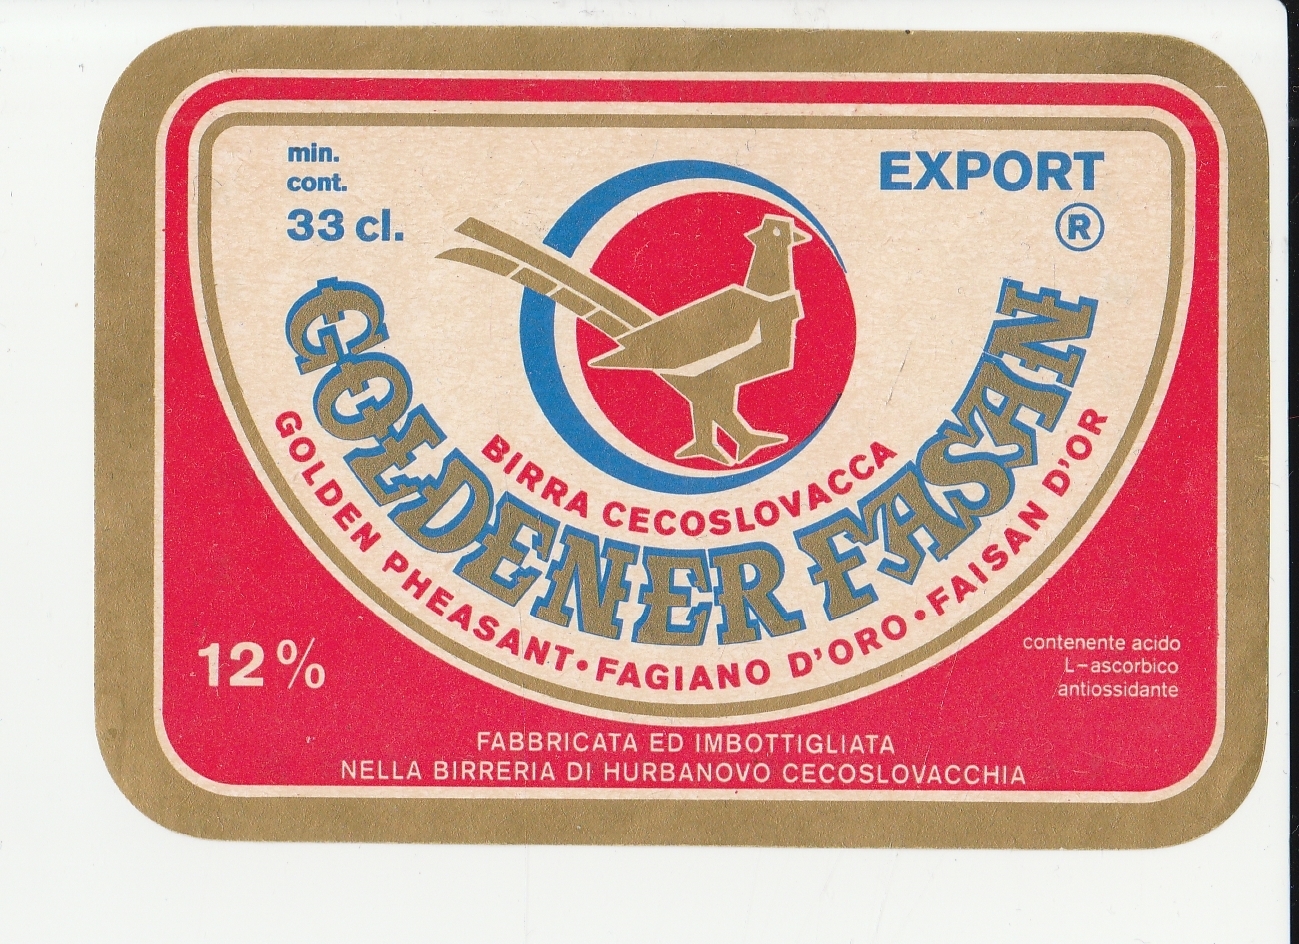 min.
cont.
33 cl.
EXPORT
®
BIRRA CECOSLOVACCA
GOLDENER FASAN
GOLDEN PHEASANT • FAGIANO D'ORO • FAISAN D'OR
12%
contenente acido
L-ascorbico
antiossidante
FABBRICATA ED IMBOTTIGLIATA
NELLA BIRRERIA DI HURBANOVO CECOSLOVACCHIA